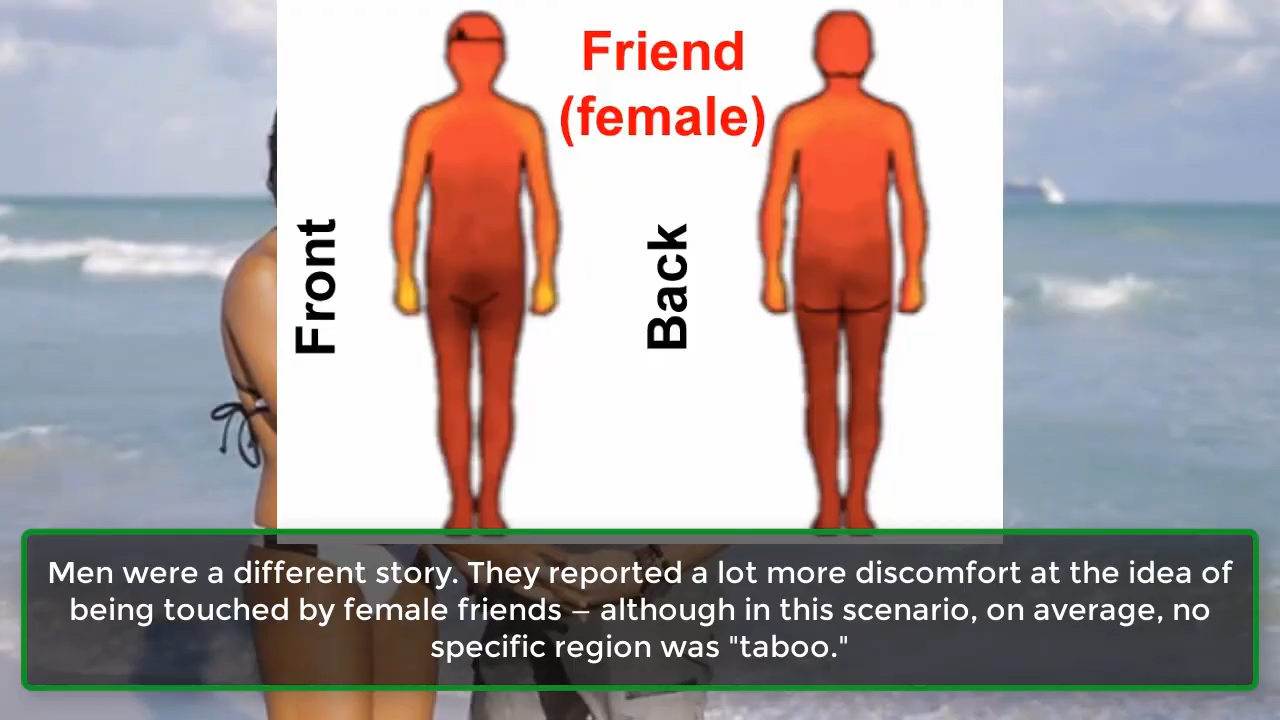 Friend
(female)
Front
Back
Men were a different story. They reported a lot more discomfort at the idea of
being touched by female friends – although in this scenario, on average, no
specific region was "taboo."